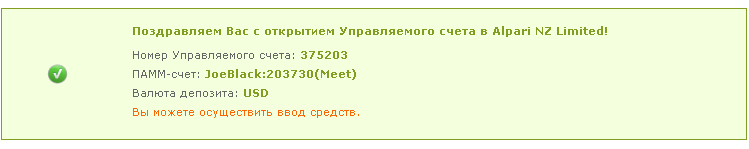 Поздравляем Вас с открытием Управляемого счета в Alpari NZ Limited!
Номер Управляемого счета: 375203
ПАММ-счет: JoeBlack:203730(Meet)
Валюта депозита: USD
Вы можете осуществить ввод средств.